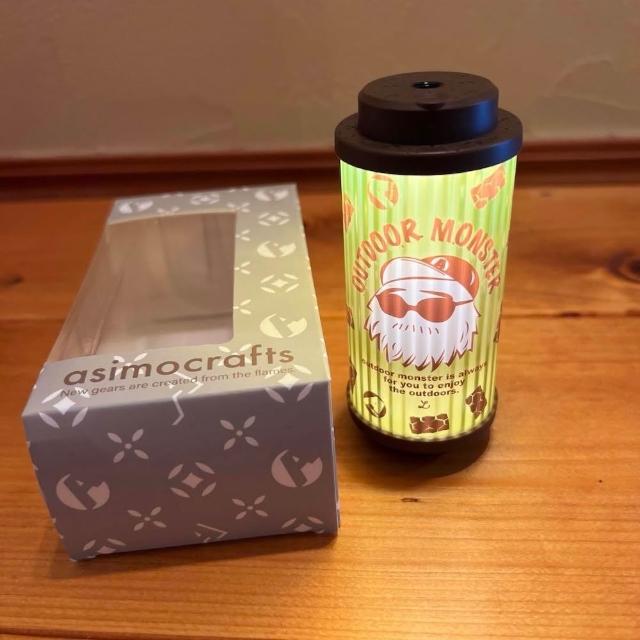 asimocrafts
New gears are created from the flames.
OUTDOOR MONSTER
outdoor monster is always
for you to enjoy
the outdoors.